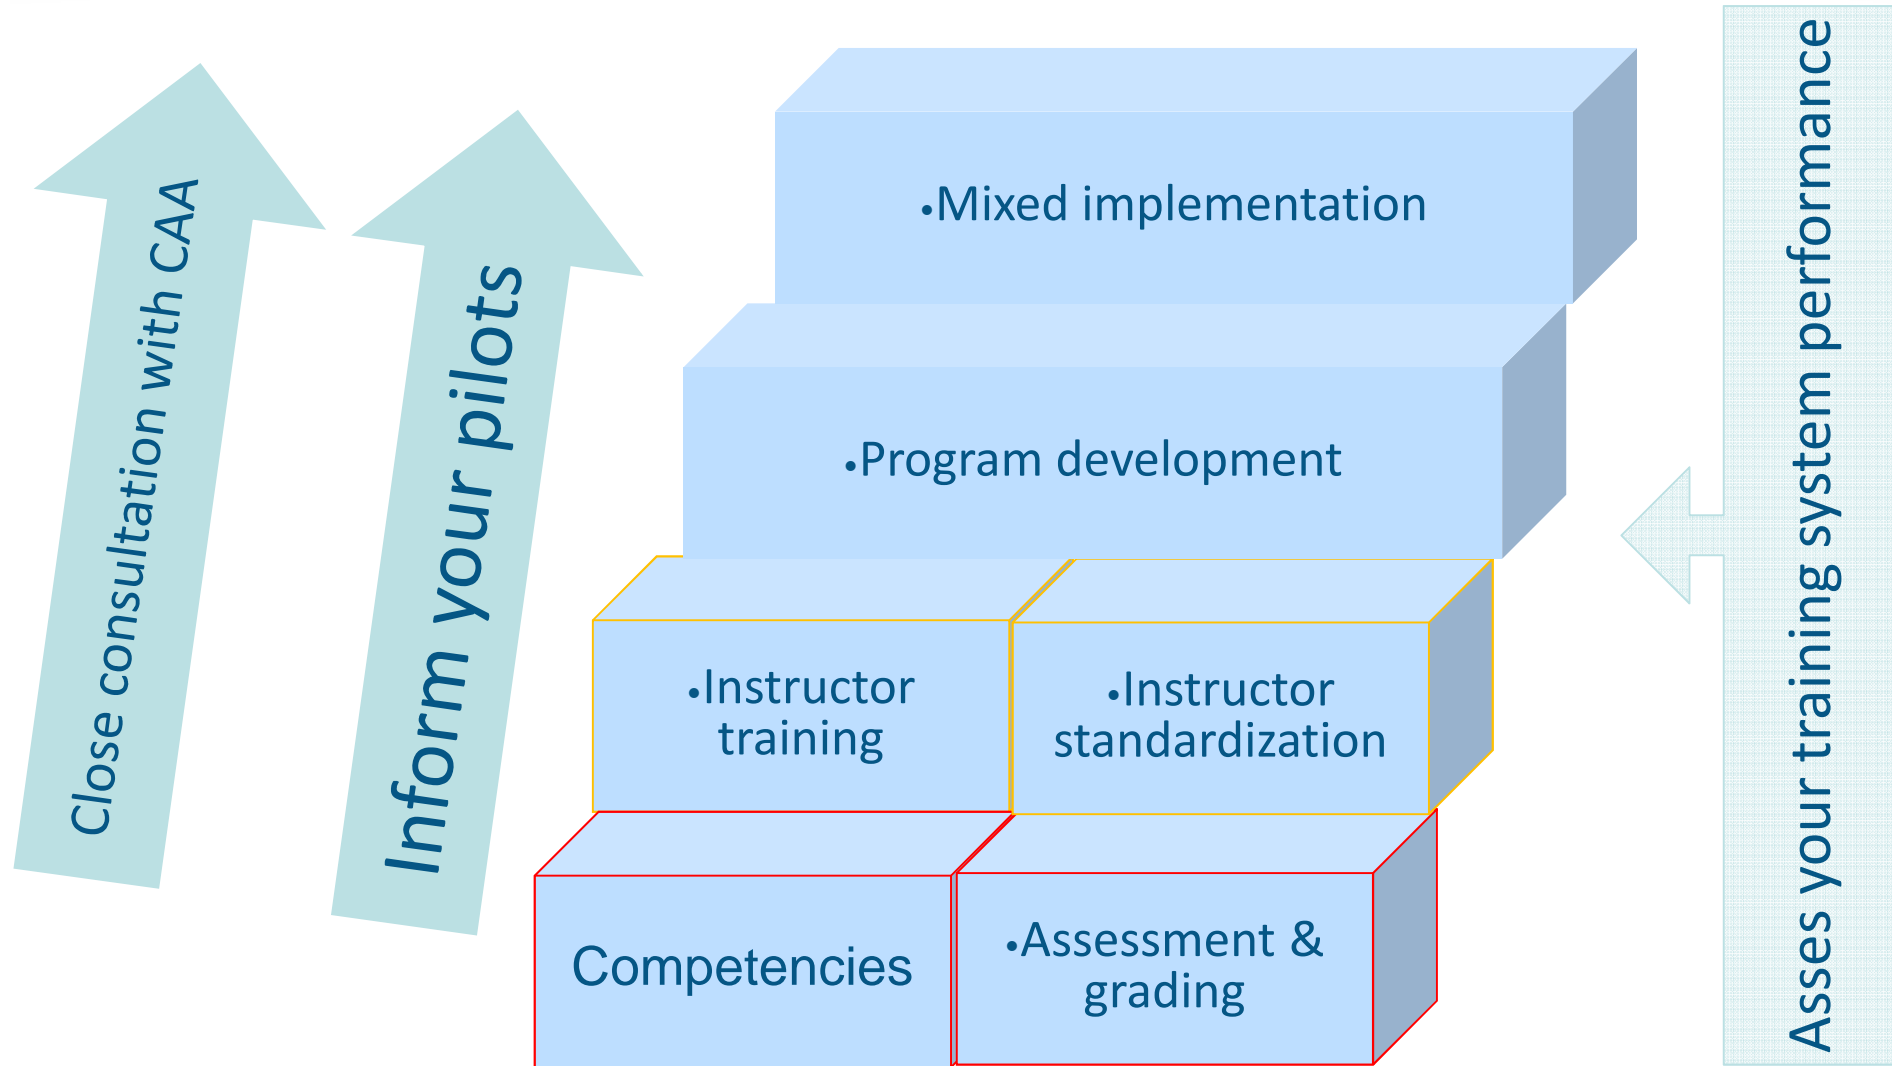 Close consultation with CAA
Inform your pilots
•Mixed implementation
•Program development
•Instructor
training
•Instructor
standardization
Competencies
•Assessment &
grading
Asses your training system performance